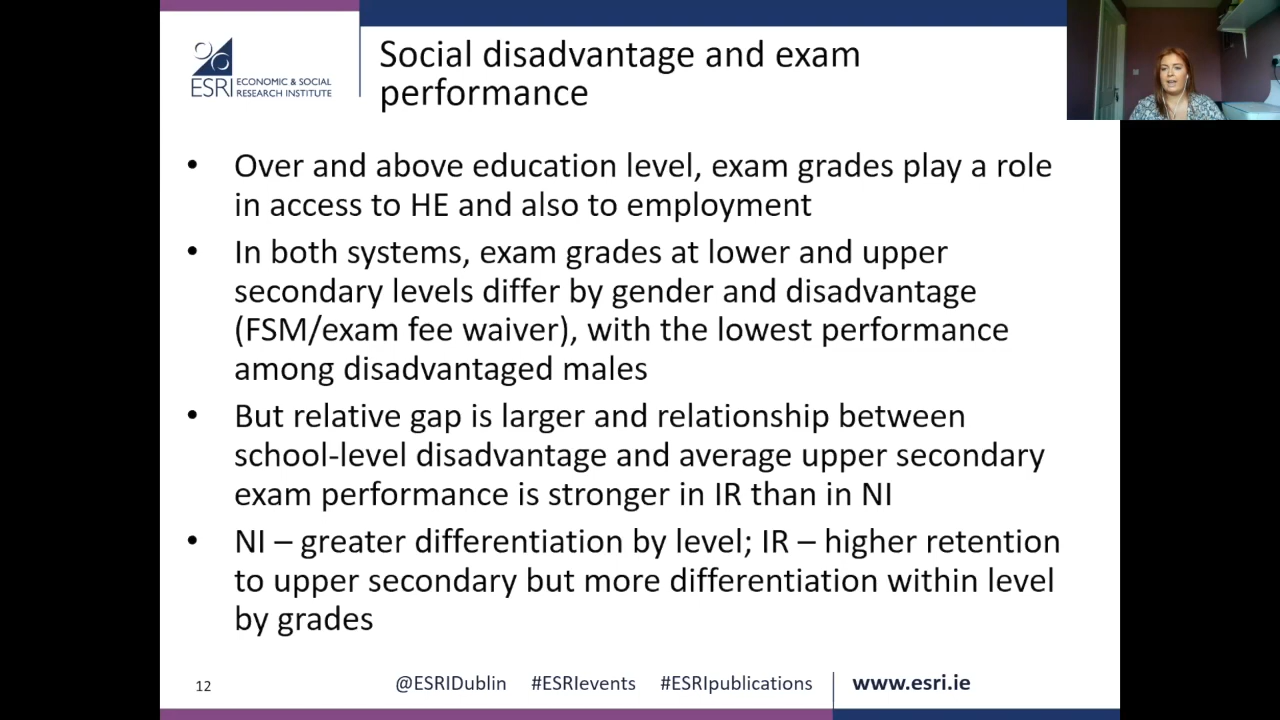 ESRI ECONOMIC & SOCIAL
RESEARCH INSTITUTE
Social disadvantage and exam
performance
• Over and above education level, exam grades play a role
in access to HE and also to employment
• In both systems, exam grades at lower and upper
secondary levels differ by gender and disadvantage
(FSM/exam fee waiver), with the lowest performance
among disadvantaged males
• But relative gap is larger and relationship between
school-level disadvantage and average upper secondary
exam performance is stronger in IR than in NI
• NI – greater differentiation by level; IR – higher retention
to upper secondary but more differentiation within level
by grades
12 @ESRIDublin #ESRIevents #ESRIpublications www.esri.ie